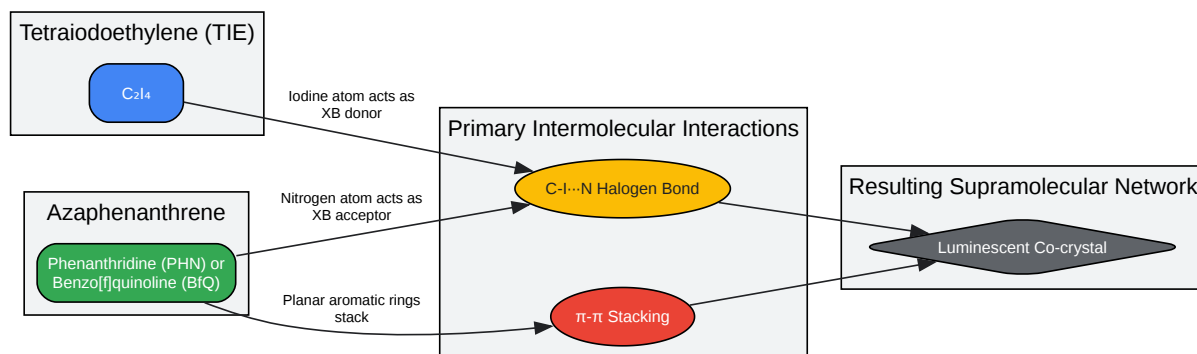 Tetraiodoethylene (TIE)
C₂I₄
Iodine atom acts as
XB donor
Azaphenanthrene
Phenanthridine (PHN) or
Benzo[f]quinoline (BfQ)
Nitrogen atom acts as
XB acceptor
Planar aromatic rings
stack
Primary Intermolecular Interactions
C-I···N Halogen Bond
π-π Stacking
Resulting Supramolecular Network
Luminescent Co-crystal